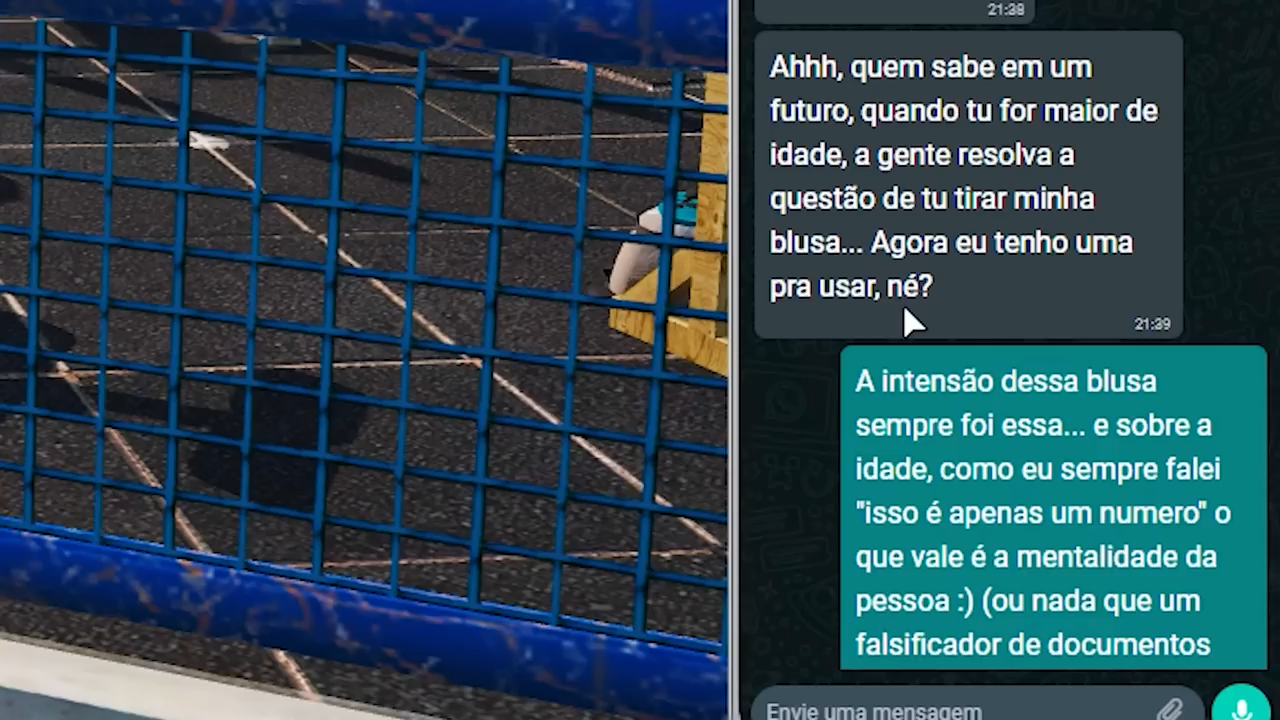 21:38
Ahhh, quem sabe em um
futuro, quando tu for maior de
idade, a gente resolva a
questão de tu tirar minha
blusa... Agora eu tenho uma
pra usar, né?
21:39
A intensão dessa blusa
sempre foi essa... e sobre a
idade, como eu sempre falei
"isso é apenas um numero" o
que vale é a mentalidade da
pessoa :) (ou nada que um
falsificador de documentos
Envie uma mensagem